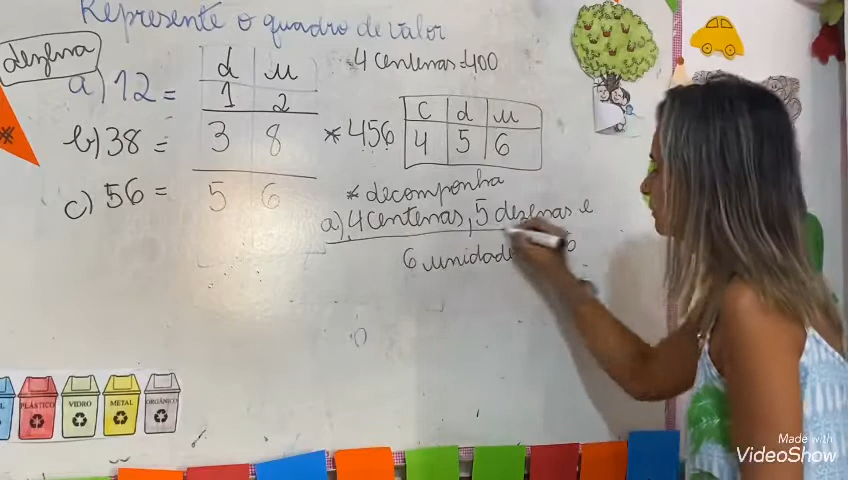 Represente o quadro de valor
dezena
a) 12 =
d u
1 2
b) 38 =
3 8
c) 56 =
5 6
4 centenas = 400
* 456
c d u
4 5 6
* decomponha
a) 4 centenas, 5 dezenas e
6 unidade
PLÁSTICO
VIDRO
METAL
ORGÂNICO
Made with
VideoShow